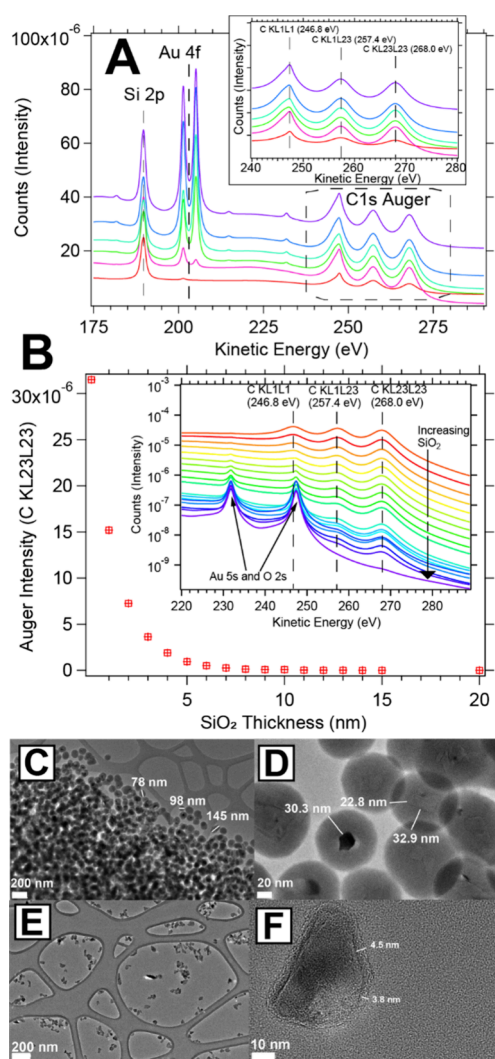 A
100x10-6
80
60
40
20
Counts (Intensity)
Si 2p
Au 4f
C1s Auger
175
200
225
250
275
Kinetic Energy (eV)
C KL1L1 (246.8 eV)
C KL1L23 (257.4 eV)
C KL23L23 (268.0 eV)
Counts (Intensity)
240
250
260
270
280
Kinetic Energy (eV)
B
30x10-6
25
20
15
10
5
0
Auger Intensity (C KL23L23)
5
10
15
20
SiO2 Thickness (nm)
C KL1L1
(246.8 eV)
C KL1L23
(257.4 eV)
C KL23L23
(268.0 eV)
Increasing
SiO2
Au 5s and O 2s
10-3
10-4
10-5
10-6
10-7
10-8
10-9
Counts (Intensity)
220
230
240
250
260
270
280
Kinetic Energy (eV)
C
78 nm
98 nm
145 nm
200 nm
D
30.3 nm
22.8 nm
32.9 nm
20 nm
E
200 nm
F
4.5 nm
3.8 nm
10 nm